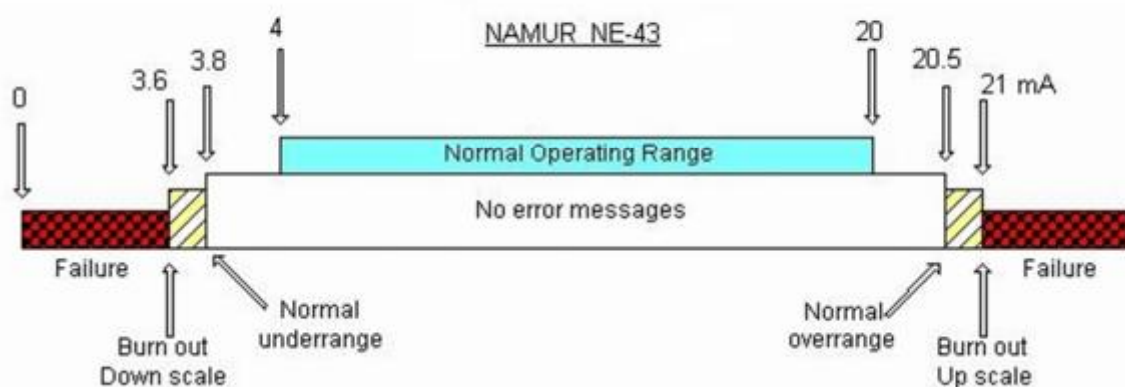 NAMUR NE-43
0
3.6
3.8
4
20
20.5
21 mA
Normal Operating Range
No error messages
Failure
Failure
Normal
underrange
Normal
overrange
Burn out
Down scale
Burn out
Up scale